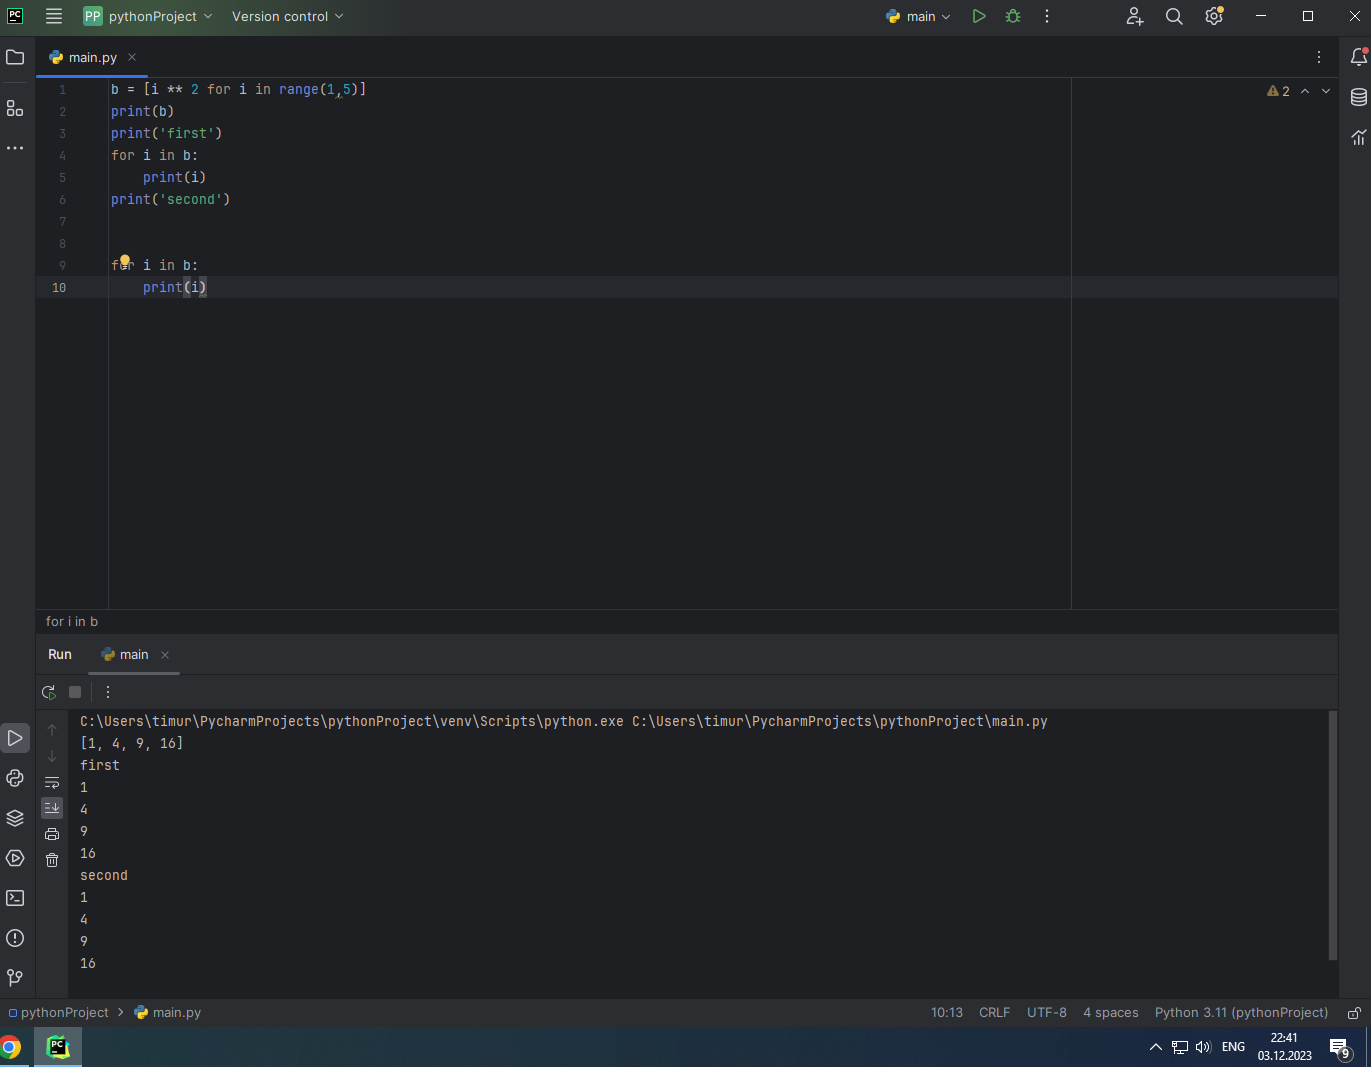 PC PP pythonProject Version control main
main.py
1 b = [i ** 2 for i in range(1,5)] 2
2 print(b)
3 print('first')
4 for i in b:
5     print(i)
6 print('second')
7
8
9 for i in b:
10     print(i)
for i in b
Run main
C:\Users\timur\PycharmProjects\pythonProject\venv\Scripts\python.exe C:\Users\timur\PycharmProjects\pythonProject\main.py
[1, 4, 9, 16]
first
1
4
9
16
second
1
4
9
16
pythonProject > main.py 10:13 CRLF UTF-8 4 spaces Python 3.11 (pythonProject)
PC ENG 22:41
03.12.2023 9